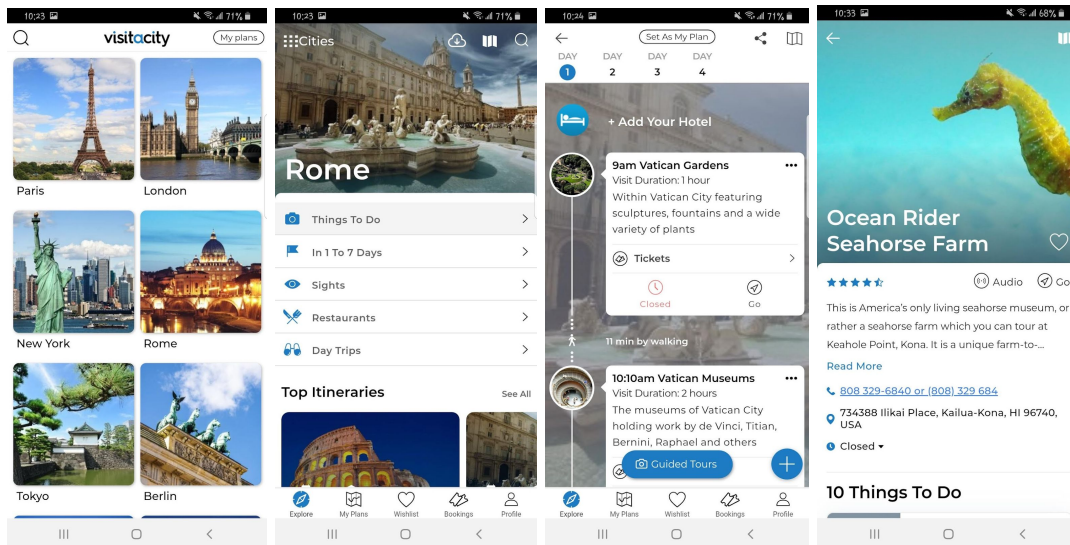 10:23 71%
visitacity
My plans
Paris
London
New York
Rome
Tokyo
Berlin
10:23 71%
Cities
Rome
Things To Do
In 1 To 7 Days
Sights
Restaurants
Day Trips
Top Itineraries
See All
Explore My Plans Wishlist Bookings Profile
10:24 71%
Set As My Plan
DAY DAY DAY DAY
1 2 3 4
+ Add Your Hotel
9am Vatican Gardens
Visit Duration: 1 hour
Within Vatican City featuring
sculptures, fountains and a wide
variety of plants
Tickets
Closed
Go
11 min by walking
10:10am Vatican Museums
Visit Duration: 2 hours
The museums of Vatican City
holding work by de Vinci, Titian,
Bernini, Raphael and others
Guided Tours
Explore My Plans Wishlist Bookings Profile
10:33 68%
Ocean Rider
Seahorse Farm
Audio
Go
This is America's only living seahorse museum, or
rather a seahorse farm which you can tour at
Keahole Point, Kona. It is a unique farm-to-...
Read More
808 329-6840 or (808) 329 684
734388 Ilikai Place, Kailua-Kona, HI 96740,
USA
Closed
10 Things To Do